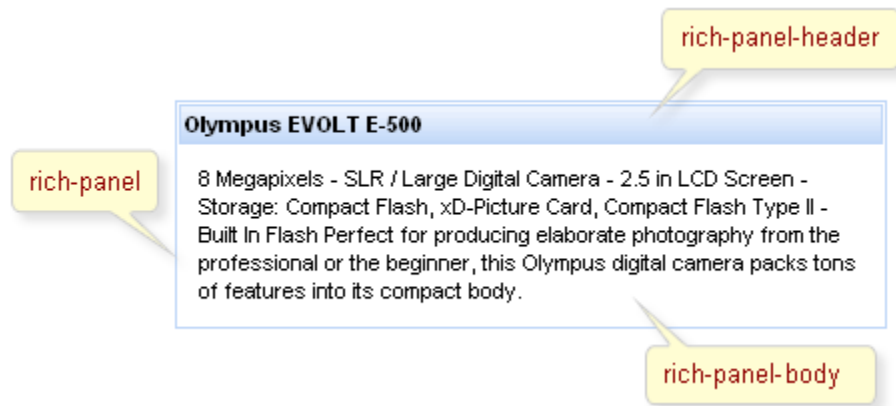 rich-panel-header
Olympus EVOLT E-500
rich-panel
8 Megapixels - SLR / Large Digital Camera - 2.5 in LCD Screen -
Storage: Compact Flash, xD-Picture Card, Compact Flash Type II -
Built In Flash Perfect for producing elaborate photography from the
professional or the beginner, this Olympus digital camera packs tons
of features into its compact body.
rich-panel-body